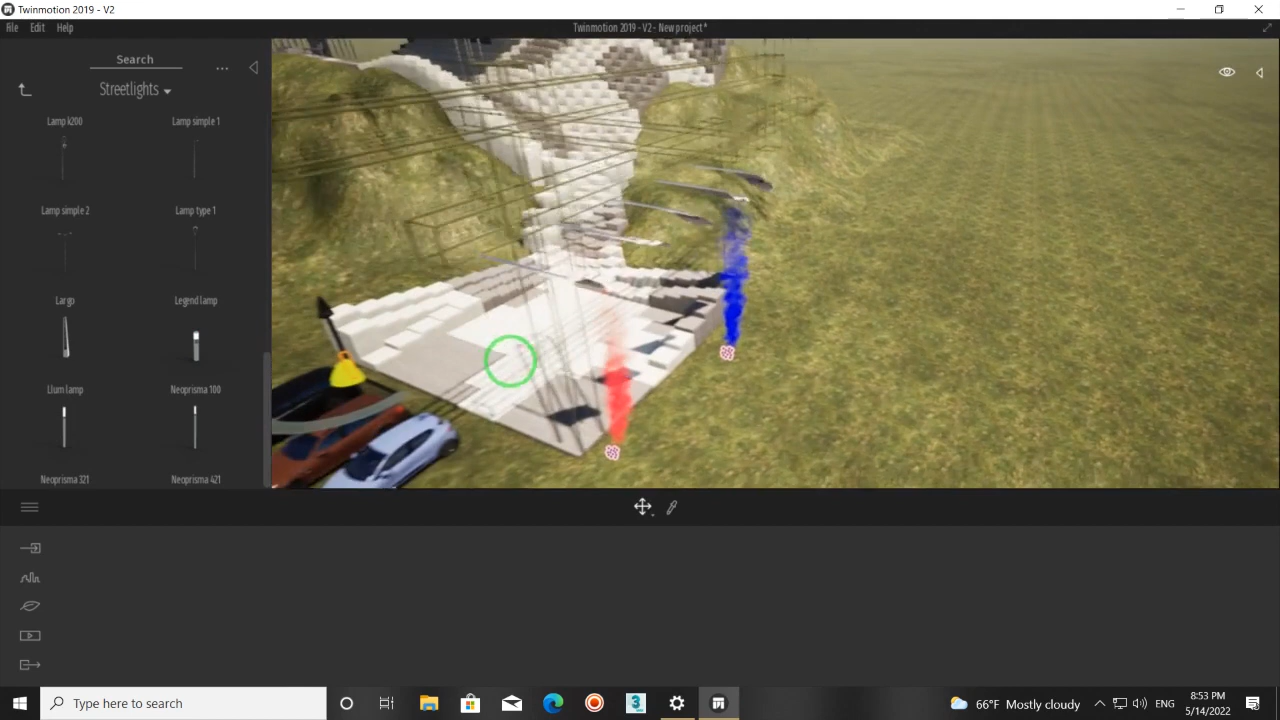 Twinmotion 2019 - V2
File Edit Help
Twinmotion 2019 - V2 - New project*
Search
...
Streetlights
Lamp k200 Lamp simple 1
Lamp simple 2 Lamp type 1
Largo Legend lamp
Llum lamp Neoprisma 100
Neoprisma 321 Neoprisma 421
Type here to search
3
66°F Mostly cloudy
ENG
8:53 PM
5/14/2022